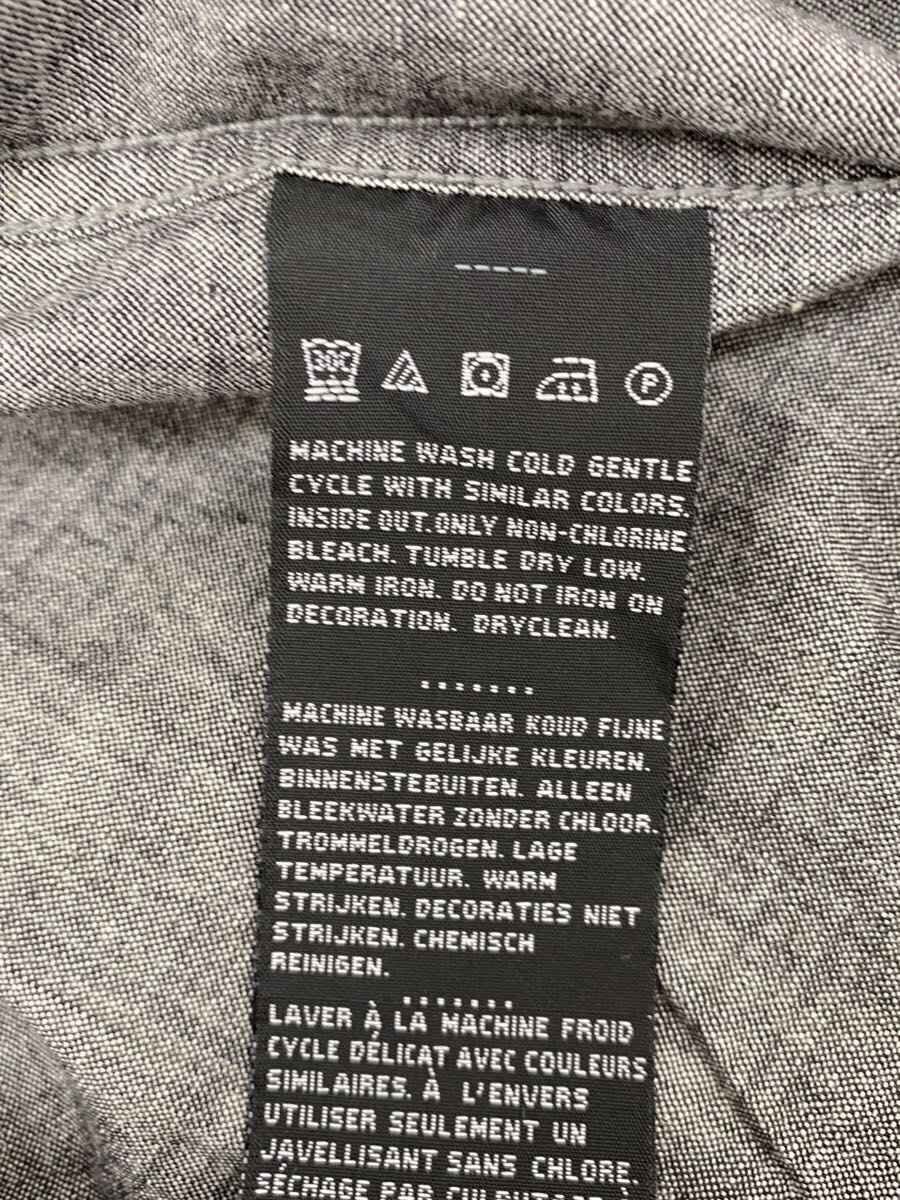 -----
30C P
MACHINE WASH COLD GENTLE
CYCLE WITH SIMILAR COLORS.
INSIDE OUT. ONLY NON-CHLORINE
BLEACH. TUMBLE DRY LOW.
WARM IRON. DO NOT IRON ON
DECORATION. DRYCLEAN.
.......
MACHINE WASBAAR KOUD FIJNE
WAS MET GELIJKE KLEUREN.
BINNENSTEBUITEN. ALLEEN
BLEEKWATER ZONDER CHLOOR.
TROMMELDROGEN. LAGE
TEMPERATUUR. WARM
STRIJKEN. DECORATIES NIET
STRIJKEN. CHEMISCH
REINIGEN.
.......
LAVER À LA MACHINE FROID
CYCLE DÉLICAT AVEC COULEURS
SIMILAIRES. À L'ENVERS
UTILISER SEULEMENT UN
JAVELLISANT SANS CHLORE.
SÉCHAGE PAR